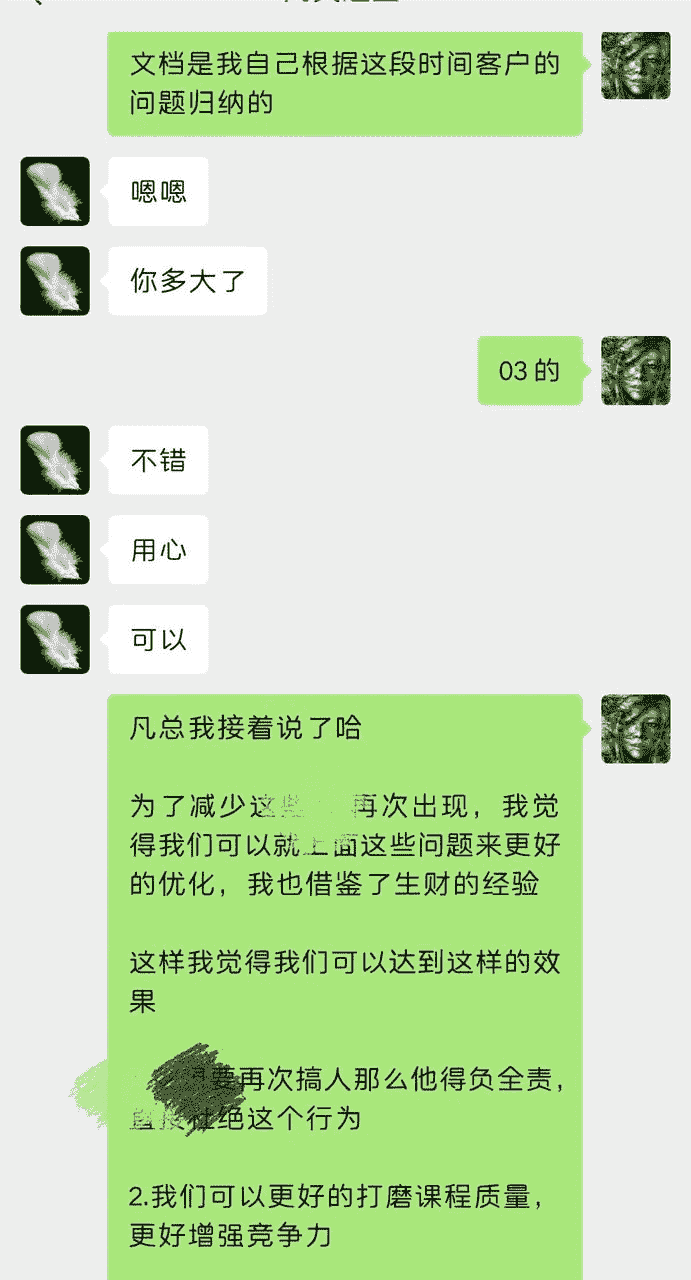 文档是我自己根据这段时间客户的
问题归纳的
嗯嗯
你多大了
03 的
不错
用心
可以
凡总我接着说了哈
为了减少这些再次出现，我觉
得我们可以就上面这些问题来更好
的优化，我也借鉴了生财的经验
这样我觉得我们可以达到这样的效
果
要再次搞人那么他得负全责，
杜绝这个行为
2.我们可以更好的打磨课程质量，
更好增强竞争力